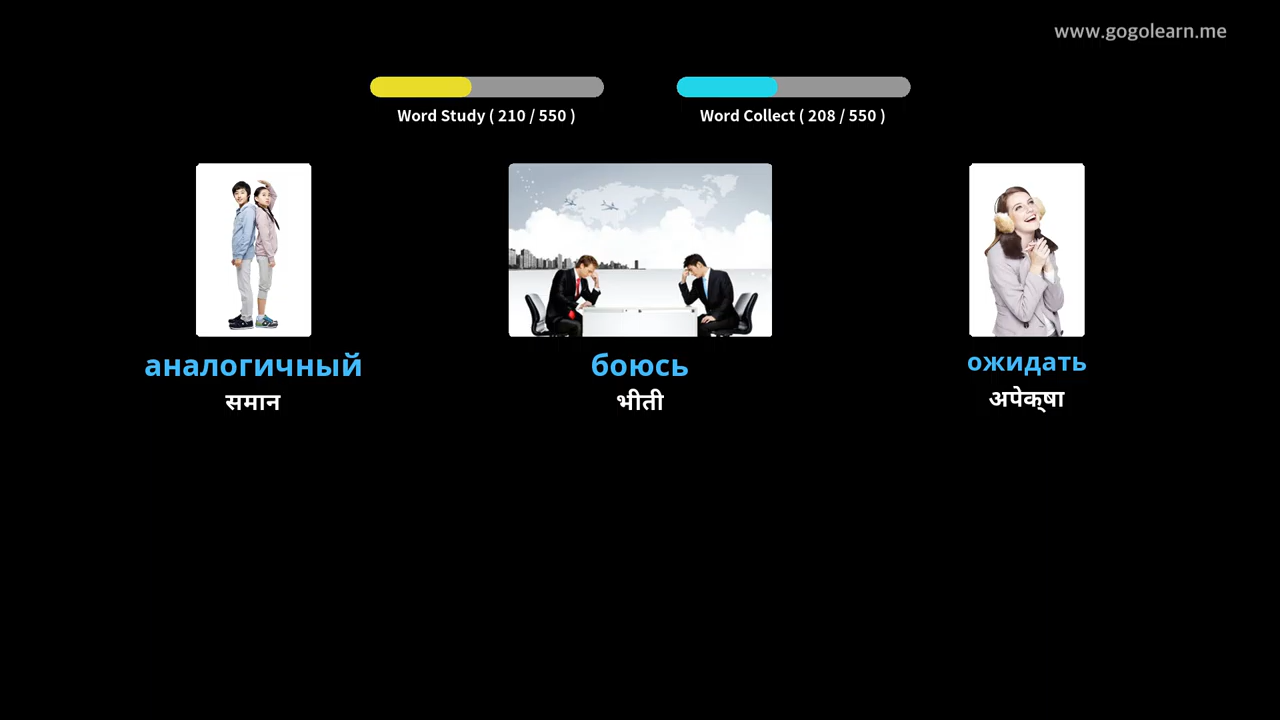 www.gogolearn.me
Word Study ( 210 / 550 )
Word Collect ( 208 / 550 )
аналогичный
боюсь
ожидать
समान
भीती
अपेक्षा